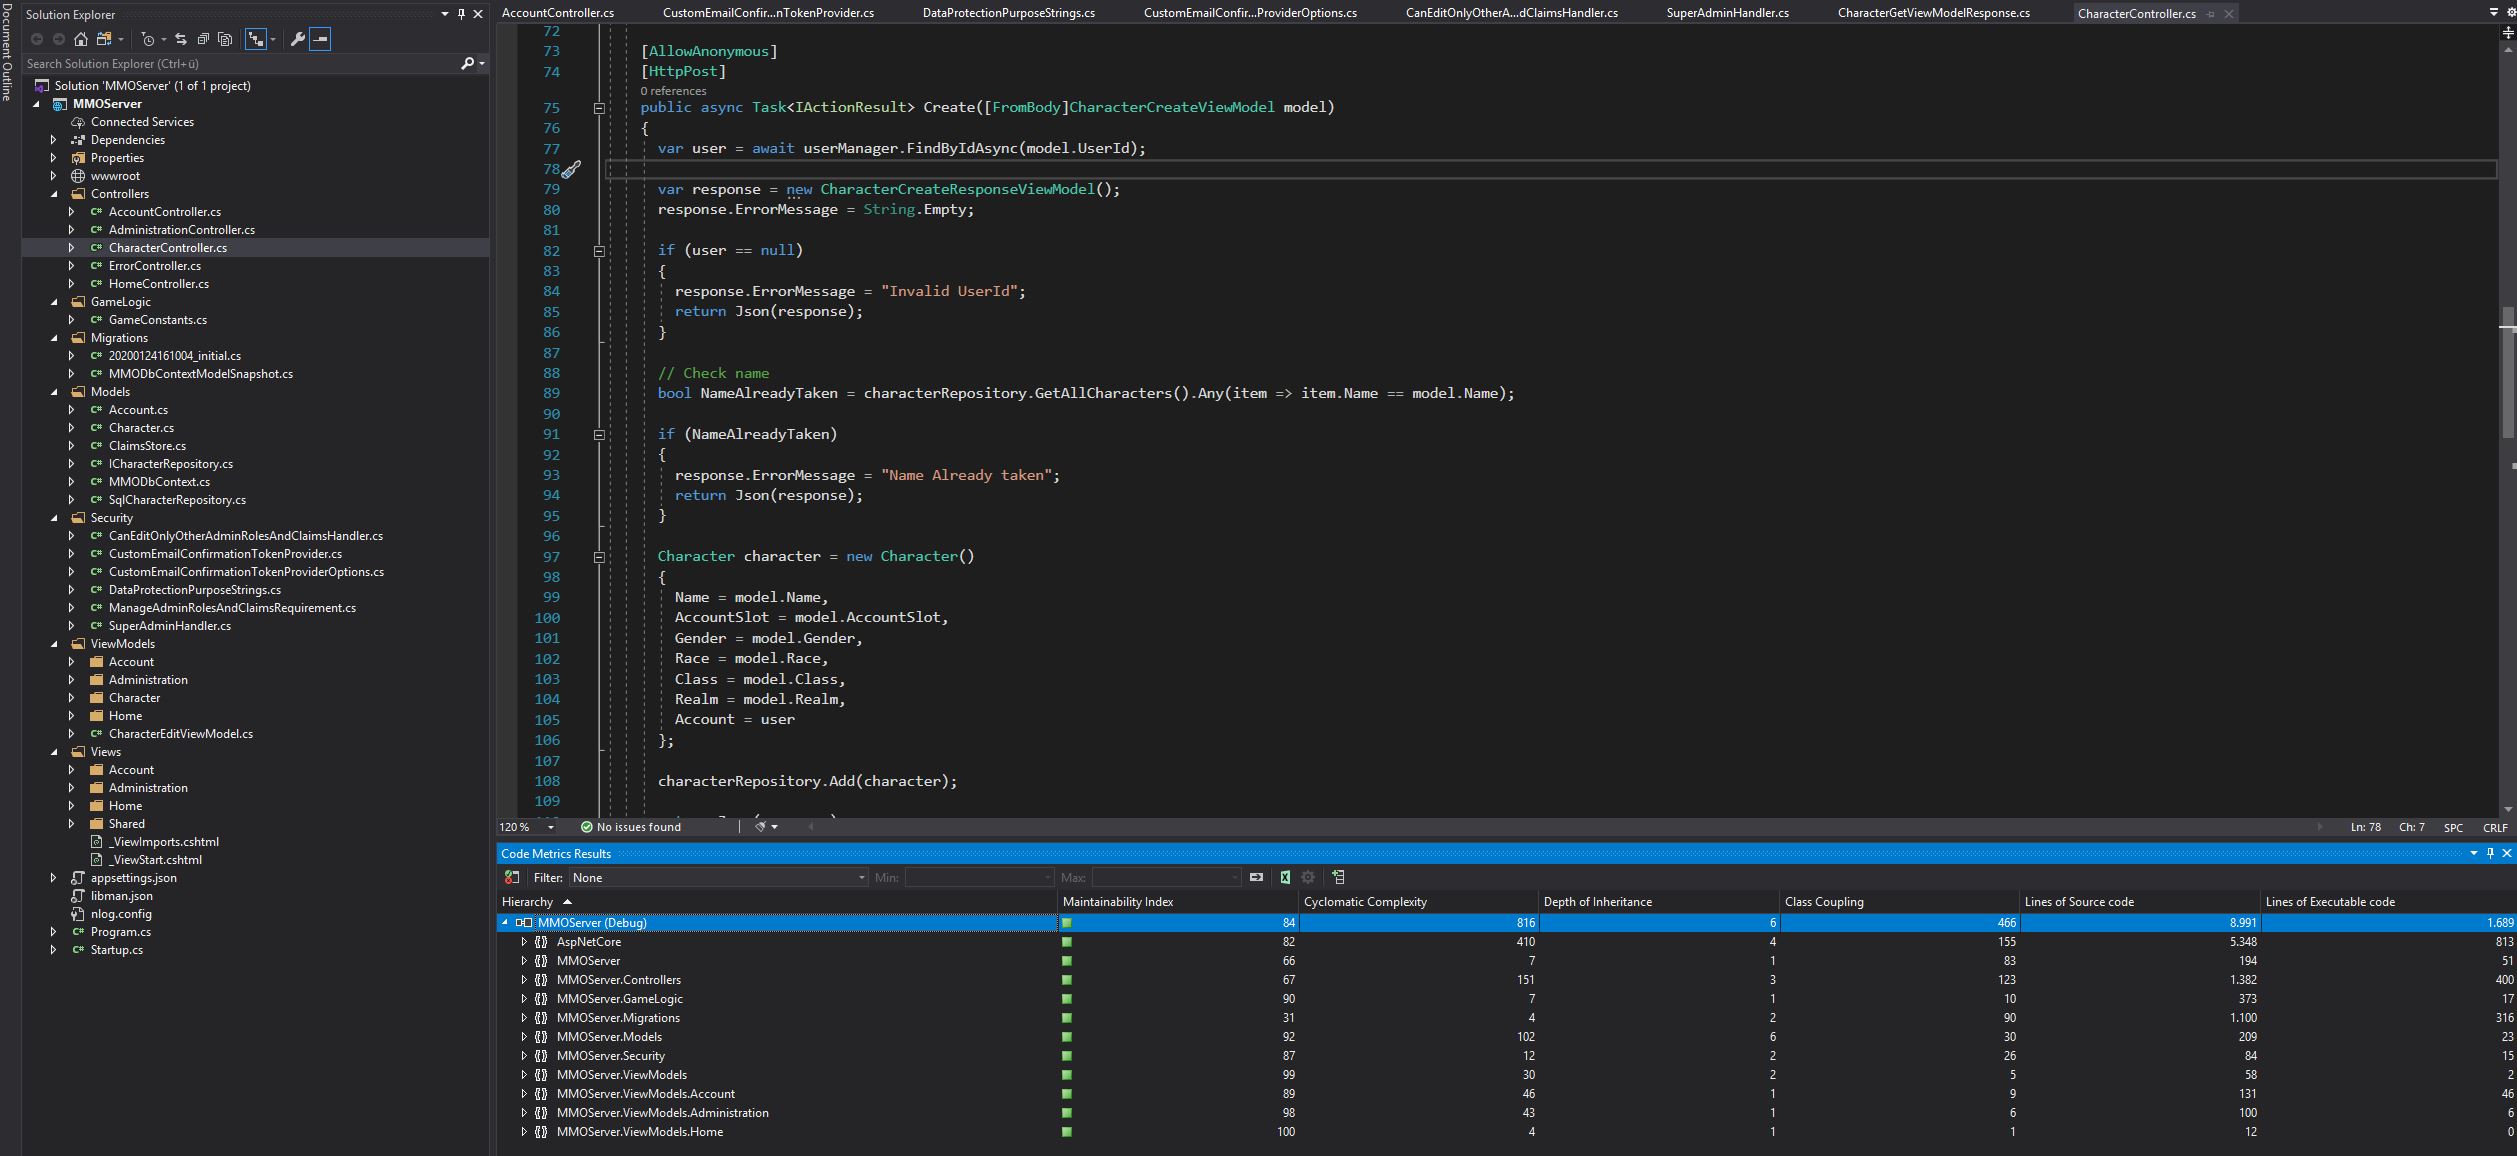 Document Outline
Solution Explorer
Search Solution Explorer (Ctrl+ü)
Solution 'MMOServer' (1 of 1 project)
MMOServer
Connected Services
Dependencies
Properties
wwwroot
Controllers
C# AccountController.cs
C# AdministrationController.cs
C# CharacterController.cs
C# ErrorController.cs
C# HomeController.cs
GameLogic
C# GameConstants.cs
Migrations
C# 20200124161004_initial.cs
C# MMODbContextModelSnapshot.cs
Models
C# Account.cs
C# Character.cs
C# ClaimsStore.cs
C# ICharacterRepository.cs
C# MMODbContext.cs
C# SqlCharacterRepository.cs
Security
C# CanEditOnlyOtherAdminRolesAndClaimsHandler.cs
C# CustomEmailConfirmationTokenProvider.cs
C# CustomEmailConfirmationTokenProviderOptions.cs
C# DataProtectionPurposeStrings.cs
C# ManageAdminRolesAndClaimsRequirement.cs
C# SuperAdminHandler.cs
ViewModels
Account
Administration
Character
Home
C# CharacterEditViewModel.cs
Views
Account
Administration
Home
Shared
_ViewImports.cshtml
_ViewStart.cshtml
appsettings.json
libman.json
nlog.config
C# Program.cs
C# Startup.cs
AccountController.cs CustomEmailConfir...nTokenProvider.cs DataProtectionPurposeStrings.cs CustomEmailConfir...ProviderOptions.cs CanEditOnlyOtherA...dClaimsHandler.cs SuperAdminHandler.cs CharacterGetViewModelResponse.cs CharacterController.cs
72
73 [AllowAnonymous]
74 [HttpPost]
0 references
75 public async Task<IActionResult> Create([FromBody]CharacterCreateViewModel model)
76 {
77 var user = await userManager.FindByIdAsync(model.UserId);
78
79 var response = new CharacterCreateResponseViewModel();
80 response.ErrorMessage = String.Empty;
81
82 if (user == null)
83 {
84 response.ErrorMessage = "Invalid UserId";
85 return Json(response);
86 }
87
88 // Check name
89 bool NameAlreadyTaken = characterRepository.GetAllCharacters().Any(item => item.Name == model.Name);
90
91 if (NameAlreadyTaken)
92 {
93 response.ErrorMessage = "Name Already taken";
94 return Json(response);
95 }
96
97 Character character = new Character()
98 {
99 Name = model.Name,
100 AccountSlot = model.AccountSlot,
101 Gender = model.Gender,
102 Race = model.Race,
103 Class = model.Class,
104 Realm = model.Realm,
105 Account = user
106 };
107
108 characterRepository.Add(character);
109
120 % No issues found Ln: 78 Ch: 7 SPC CRLF
Code Metrics Results
Filter: None Min: Max:
Hierarchy Maintainability Index Cyclomatic Complexity Depth of Inheritance Class Coupling Lines of Source code Lines of Executable code
MMOServer (Debug) 84 816 6 466 8.991 1.689
{} AspNetCore 82 410 4 155 5.348 813
{} MMOServer 66 7 1 83 194 51
{} MMOServer.Controllers 67 151 3 123 1.382 400
{} MMOServer.GameLogic 90 7 1 10 373 17
{} MMOServer.Migrations 31 4 2 90 1.100 316
{} MMOServer.Models 92 102 6 30 209 23
{} MMOServer.Security 87 12 2 26 84 15
{} MMOServer.ViewModels 99 30 2 5 58 2
{} MMOServer.ViewModels.Account 89 46 1 9 131 46
{} MMOServer.ViewModels.Administration 98 43 1 6 100 6
{} MMOServer.ViewModels.Home 100 4 1 1 12 0